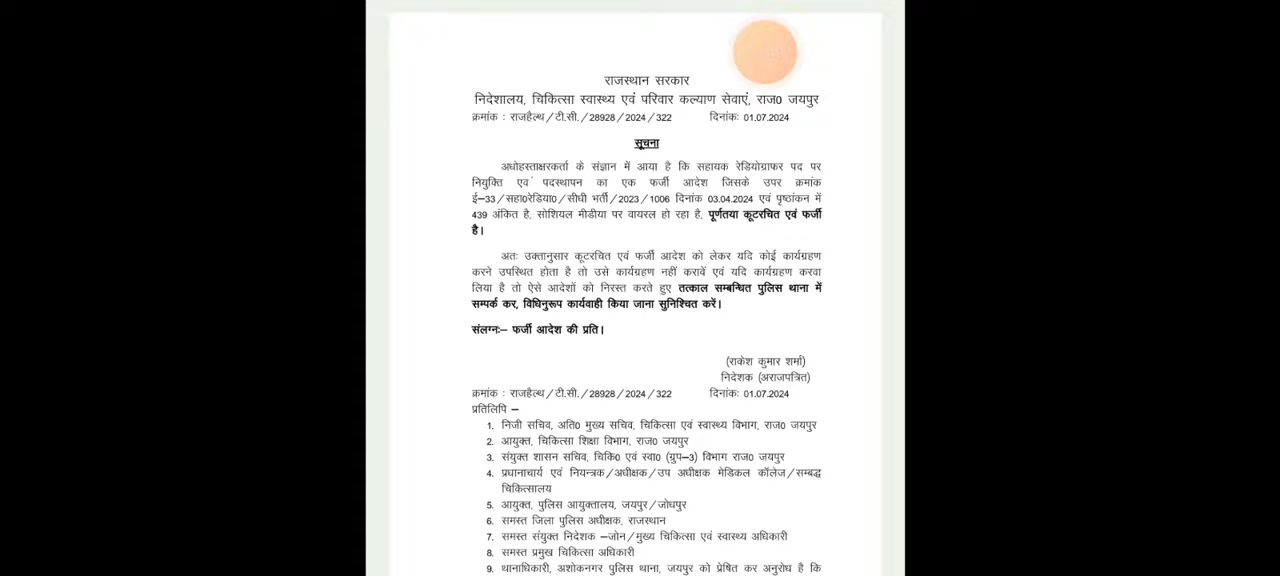 राजस्थान सरकार
निदेशालय, चिकित्सा स्वास्थ्य एवं परिवार कल्याण सेवाएं, राज0 जयपुर
क्रमांक : राजहैल्थ/टी.सी./28928/2024/322 दिनांकः 01.07.2024
सूचना
अधोहस्ताक्षरकर्ता के संज्ञान में आया है कि सहायक रेडियोग्राफर पद पर
नियुक्ति एवं पदस्थापन का एक फर्जी आदेश जिसके उपर क्रमांक
ई–33/सहा0रेडिया0/सीधी भर्ती/2023/1006 दिनांक 03.04.2024 एवं पृष्ठांकन में
439 अंकित है, सोशियल मीडीया पर वायरल हो रहा है, पूर्णतया कूटरचित एवं फर्जी
है।
अतः उक्तानुसार कूटरचित एवं फर्जी आदेश को लेकर यदि कोई कार्यग्रहण
करने उपस्थित होता है तो उसे कार्यग्रहण नहीं करावें एवं यदि कार्यग्रहण करवा
लिया है तो ऐसे आदेशों को निरस्त करते हुए तत्काल सम्बन्धित पुलिस थाना में
सम्पर्क कर, विधिनुरूप कार्यवाही किया जाना सुनिश्चित करें।
संलग्नः– फर्जी आदेश की प्रति।
(राकेश कुमार शर्मा)
निदेशक (अराजपत्रित)
क्रमांक : राजहैल्थ/टी.सी./28928/2024/322 दिनांकः 01.07.2024
प्रतिलिपि –
1. निजी सचिव, अति0 मुख्य सचिव, चिकित्सा एवं स्वास्थ्य विभाग, राज0 जयपुर
2. आयुक्त, चिकित्सा शिक्षा विभाग, राज0 जयपुर
3. संयुक्त शासन सचिव, चिकि0 एवं स्वा0 (ग्रुप–3) विभाग राज0 जयपुर
4. प्रधानाचार्य एवं नियन्त्रक/अधीक्षक/उप अधीक्षक मेडिकल कॉलेज/सम्बद्ध
चिकित्सालय
5. आयुक्त, पुलिस आयुक्तालय, जयपुर/जोधपुर
6. समस्त जिला पुलिस अधीक्षक, राजस्थान
7. समस्त संयुक्त निदेशक –जोन/मुख्य चिकित्सा एवं स्वास्थ्य अधिकारी
8. समस्त प्रमुख चिकित्सा अधिकारी
9. थानाधिकारी, अशोकनगर पुलिस थाना, जयपुर को प्रेषित कर अनुरोध है कि